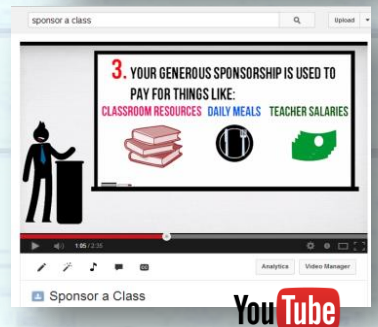 sponsor a class
Upload
3. YOUR GENEROUS SPONSORSHIP IS USED TO
PAY FOR THINGS LIKE:
CLASSROOM RESOURCES DAILY MEALS TEACHER SALARIES
1:05 / 2:35
Analytics Video Manager
Sponsor a Class
YouTube